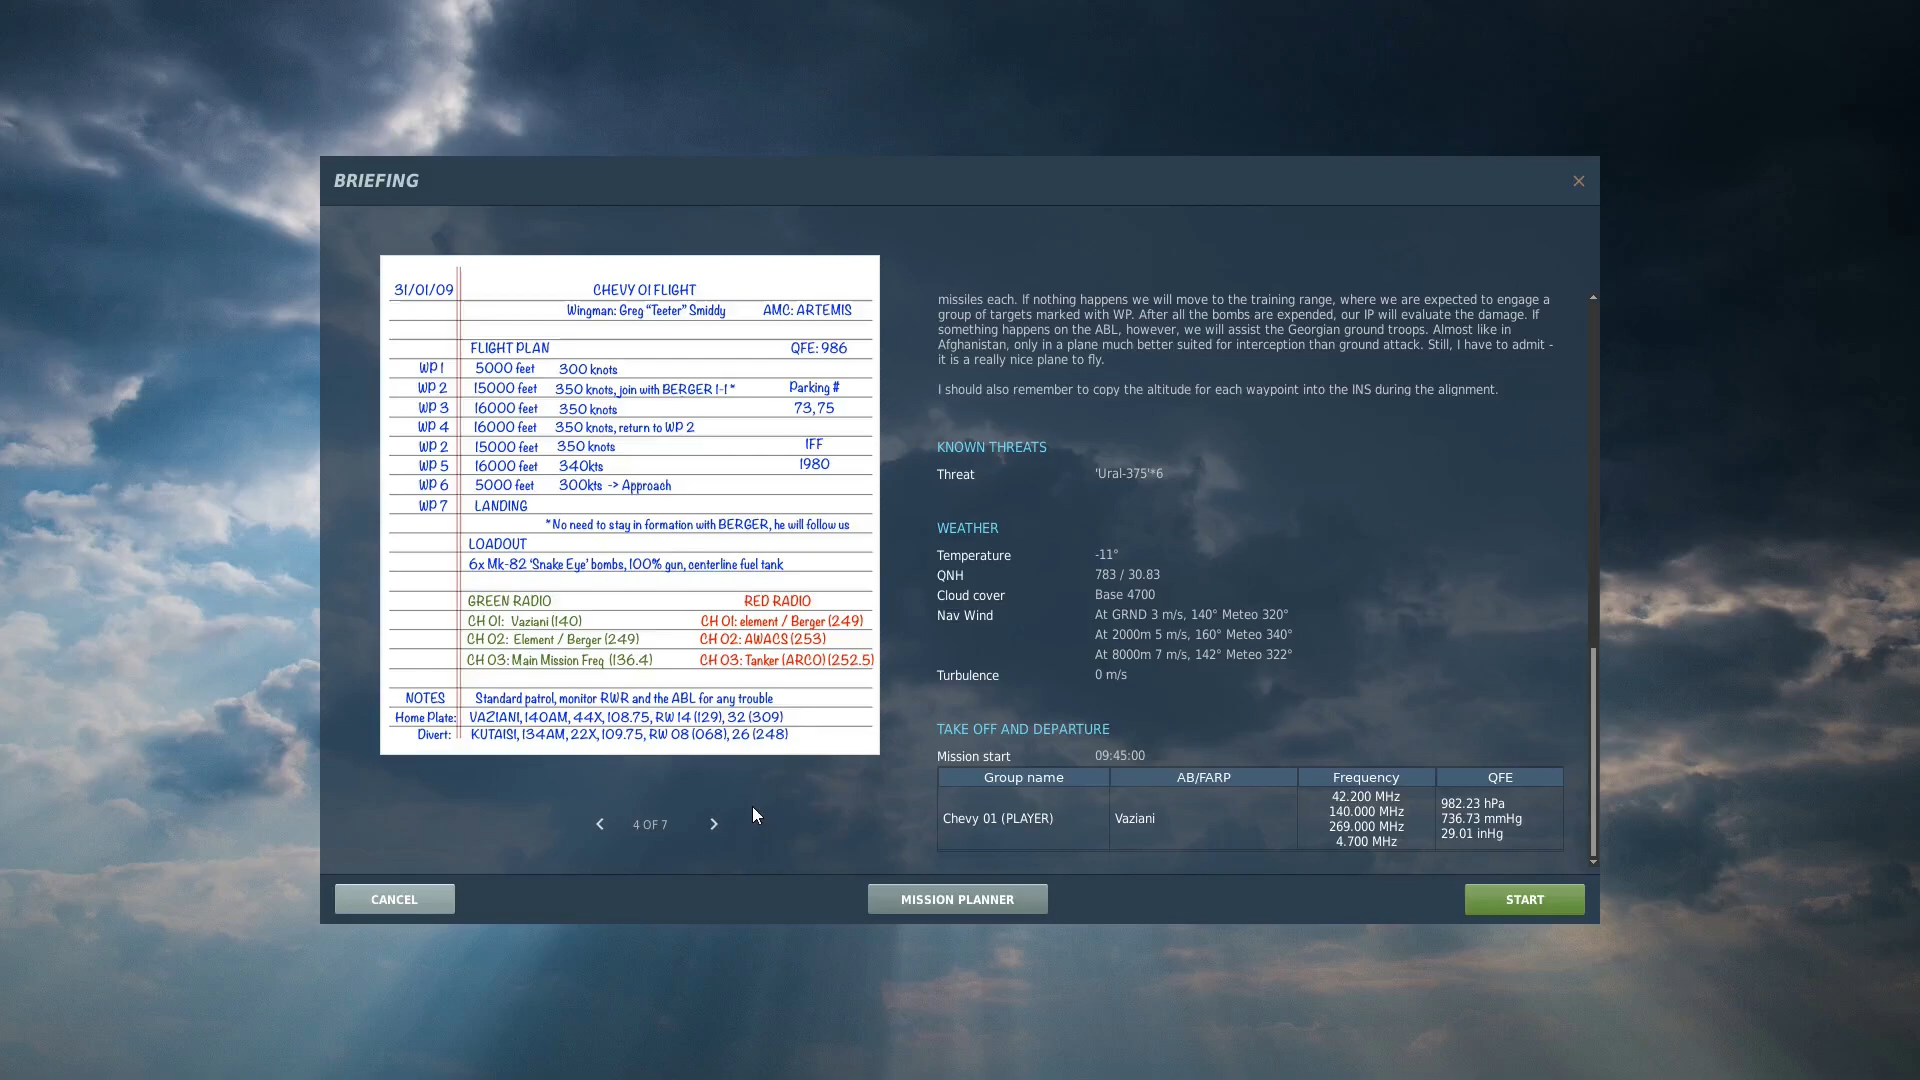 BRIEFING
31/01/09 CHEVY 01 FLIGHT
Wingman: Greg "Teeter" Smiddy AMC: ARTEMIS
FLIGHT PLAN QFE: 986
WP 1 5000 feet 300 knots
WP 2 15000 feet 350 knots, join with BERGER 1-1 * Parking #
WP 3 16000 feet 350 knots 73, 75
WP 4 16000 feet 350 knots, return to WP 2
WP 2 15000 feet 350 knots IFF
WP 5 16000 feet 340kts 1980
WP 6 5000 feet 300kts -> Approach
WP 7 LANDING
* No need to stay in formation with BERGER, he will follow us
LOADOUT
6x Mk-82 'Snake Eye' bombs, 100% gun, centerline fuel tank
GREEN RADIO RED RADIO
CH 01: Vaziani (140) CH 01: element / Berger (249)
CH 02: Element / Berger (249) CH 02: AWACS (253)
CH 03: Main Mission Freq (136.4) CH 03: Tanker (ARCO) (252.5)
NOTES Standard patrol, monitor RWR and the ABL for any trouble
Home Plate: VAZIANI, 140AM, 44X, 108.75, RW 14 (129), 32 (309)
Divert: KUTAISI, 134AM, 22X, 109.75, RW 08 (068), 26 (248)
4 OF 7
missiles each. If nothing happens we will move to the training range, where we are expected to engage a
group of targets marked with WP. After all the bombs are expended, our IP will evaluate the damage. If
something happens on the ABL, however, we will assist the Georgian ground troops. Almost like in
Afghanistan, only in a plane much better suited for interception than ground attack. Still, I have to admit -
it is a really nice plane to fly.
I should also remember to copy the altitude for each waypoint into the INS during the alignment.
KNOWN THREATS
Threat 'Ural-375'*6
WEATHER
Temperature -11°
QNH 783 / 30.83
Cloud cover Base 4700
Nav Wind At GRND 3 m/s, 140° Meteo 320°
At 2000m 5 m/s, 160° Meteo 340°
At 8000m 7 m/s, 142° Meteo 322°
Turbulence 0 m/s
TAKE OFF AND DEPARTURE
Mission start 09:45:00
Group name AB/FARP Frequency QFE
Chevy 01 (PLAYER) Vaziani
42.200 MHz
140.000 MHz
269.000 MHz
4.700 MHz
982.23 hPa
736.73 mmHg
29.01 inHg
CANCEL MISSION PLANNER START